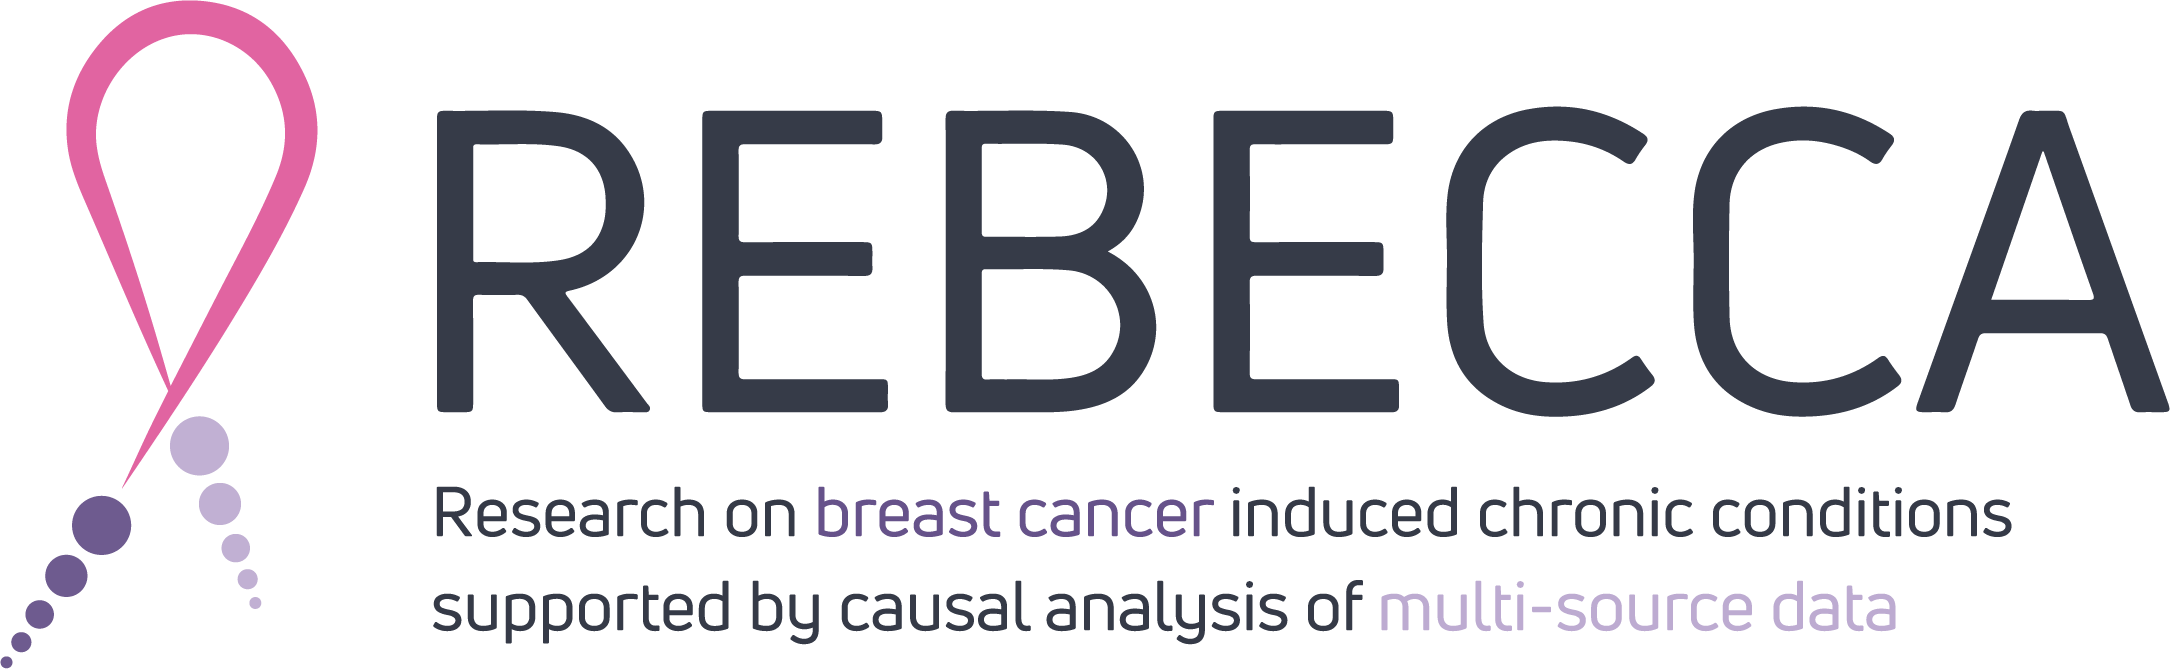 REBECCA
Research on breast cancer induced chronic conditions
supported by causal analysis of multi-source data